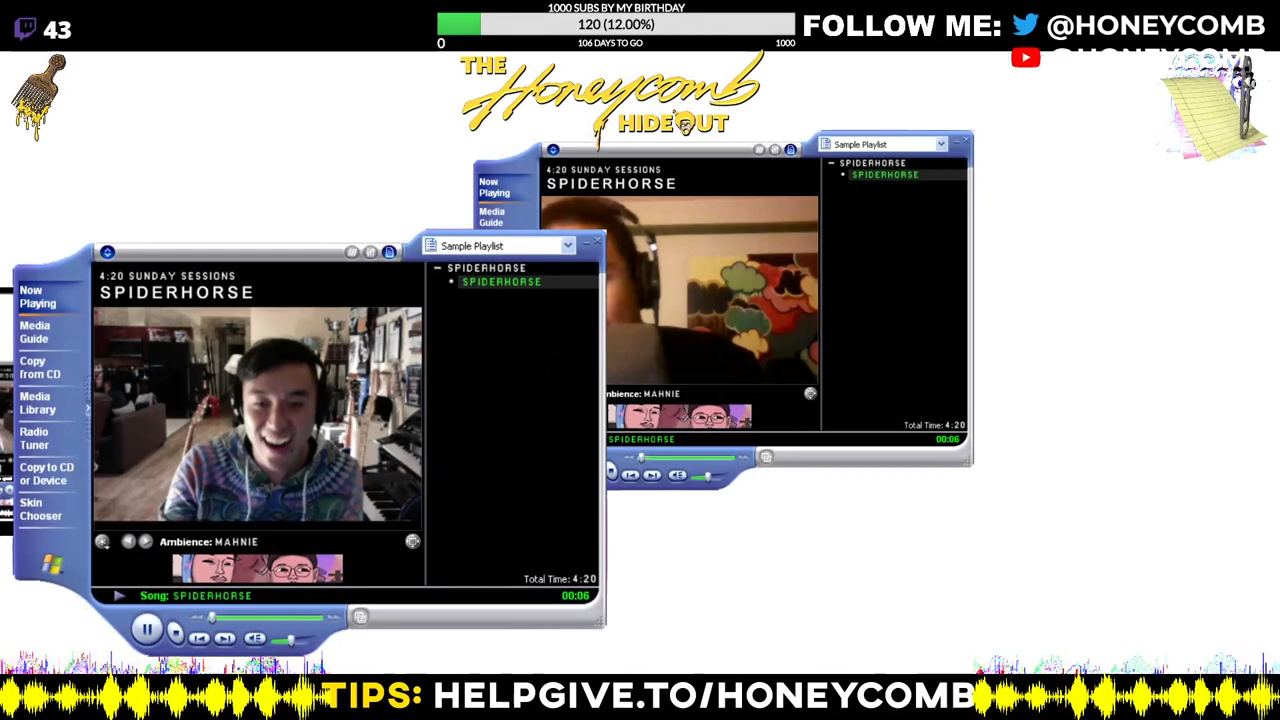 43
1000 SUBS BY MY BIRTHDAY
120 (12.00%)
0
106 DAYS TO GO
1000
FOLLOW ME: @HONEYCOMB
@HONEYCOMB
THE
Honeycomb
HIDEOUT
Sample Playlist
4:20 SUNDAY SESSIONS
SPIDERHORSE
SPIDERHORSE
SPIDERHORSE
Now
Playing
Media
Guide
Ambience: MAHNIE
Total Time: 4:20
SPIDERHORSE
00:06
Sample Playlist
4:20 SUNDAY SESSIONS
SPIDERHORSE
SPIDERHORSE
SPIDERHORSE
Now
Playing
Media
Guide
Copy
from CD
Media
Library
Radio
Tuner
Copy to CD
or Device
Skin
Chooser
Ambience: MAHNIE
Total Time: 4:20
Song: SPIDERHORSE
00:06
TIPS: HELPGIVE.TO/HONEYCOMB